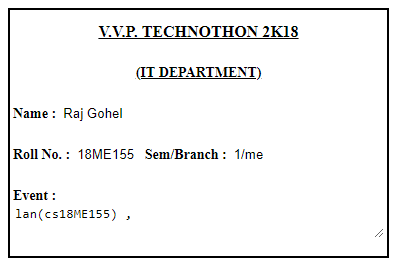 V.V.P. TECHNOTHON 2K18
(IT DEPARTMENT)
Name : Raj Gohel
Roll No. : 18ME155 Sem/Branch : 1/me
Event :
lan(cs18ME155) ,